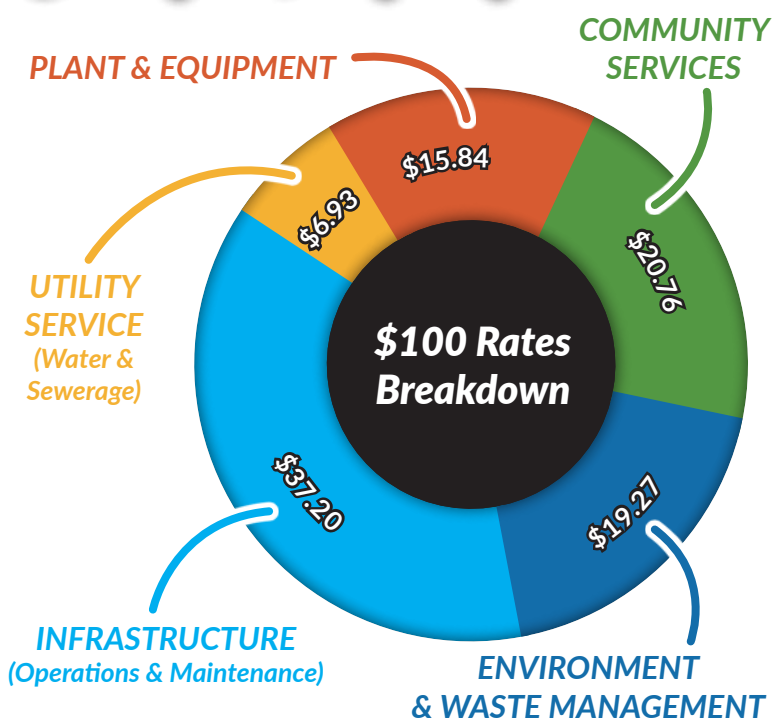 COMMUNITY
SERVICES
PLANT & EQUIPMENT
$15.84
$6.93
$20.76
UTILITY
SERVICE
(Water &
Sewerage)
$100 Rates
Breakdown
$37.20
$19.27
INFRASTRUCTURE
(Operations & Maintenance)
ENVIRONMENT
& WASTE MANAGEMENT